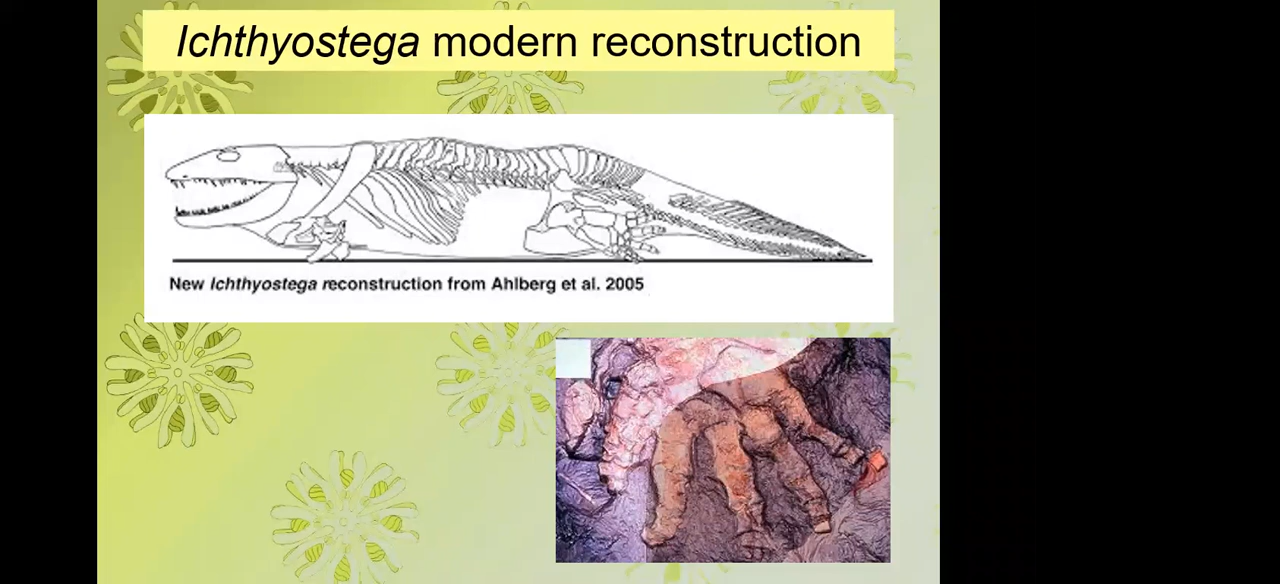 Ichthyostega modern reconstruction
New Ichthyostega reconstruction from Ahlberg et al. 2005